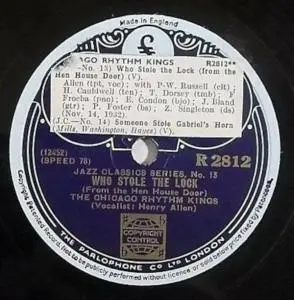 Made in England
£
CHICAGO RHYTHM KINGS R2812**
—No. 13) Who Stole the Lock (from the
Hen House Door) (V).
Allen (tpt, voc); with P-W. Russell (clt)
H. Cauldwell (ten); T. Dorsey (tmb);
Frocba (pno); E. Condon (bjo); J. Bland
(gtr); P. Foster (bs); Z. Singleton (ds)
(Nov. 14, 1932).
(J.C.—No. 14) Someone Stole Gabriel's Horn
Mills, Washington, Hayes) (V).
(12452)
(SPEED 78)
R 2812
JAZZ CLASSICS SERIES, No. 13
WHO STOLE THE LOCK
(From the Hen House Door)
THE CHICAGO RHYTHM KINGS
(Vocalist: Henry Allen)
COPYRIGHT
CONTROL
THE PARLOPHONE Co LTD LONDON